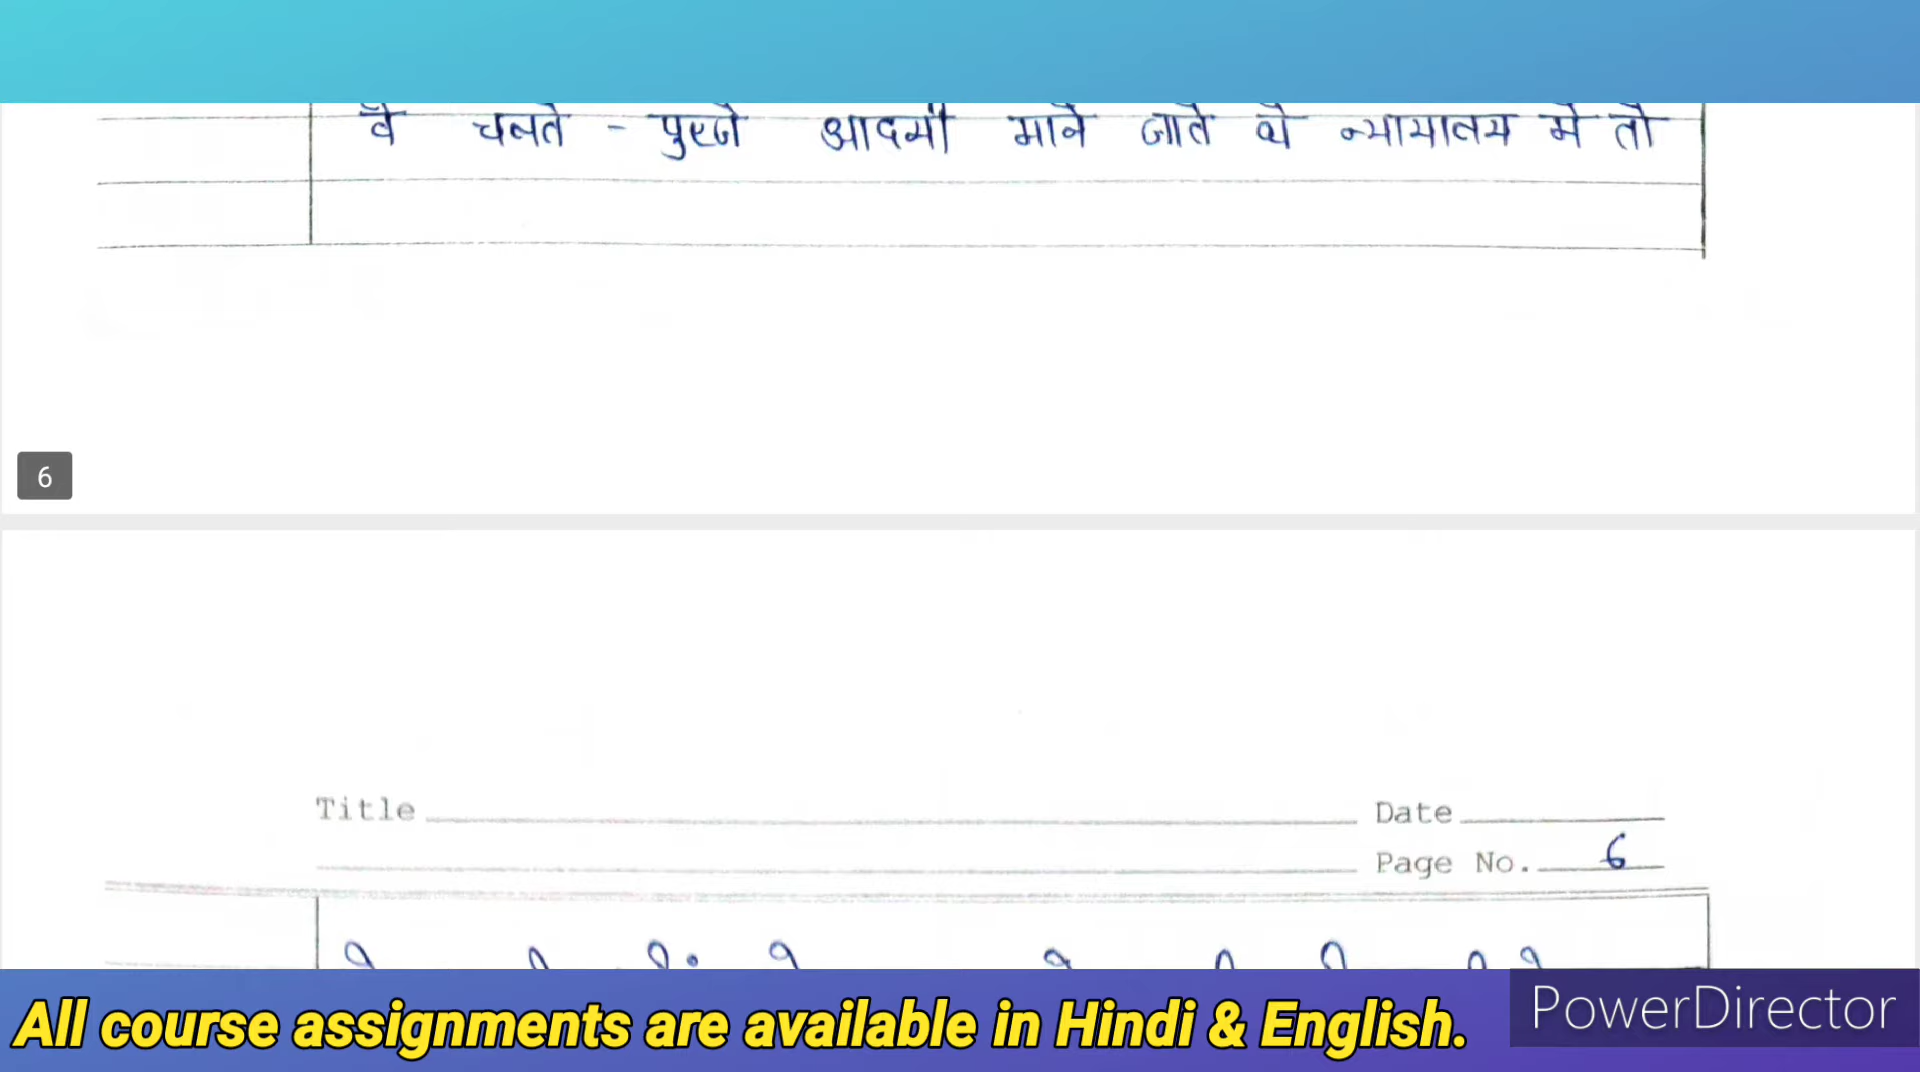 वे चलते - पुरजे आदमी माने जाते थे न्यायालय में तो
6
Title Date
Page No. 6
All course assignments are available in Hindi & English.
PowerDirector